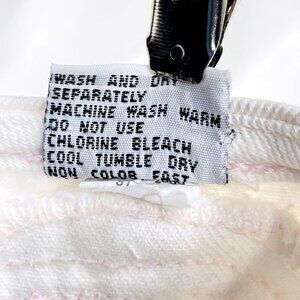 WASH AND DRY
SEPARATELY
MACHINE WASH WARM
DO NOT USE
CHLORINE BLEACH
COOL TUMBLE DRY
NON COLOR FAST